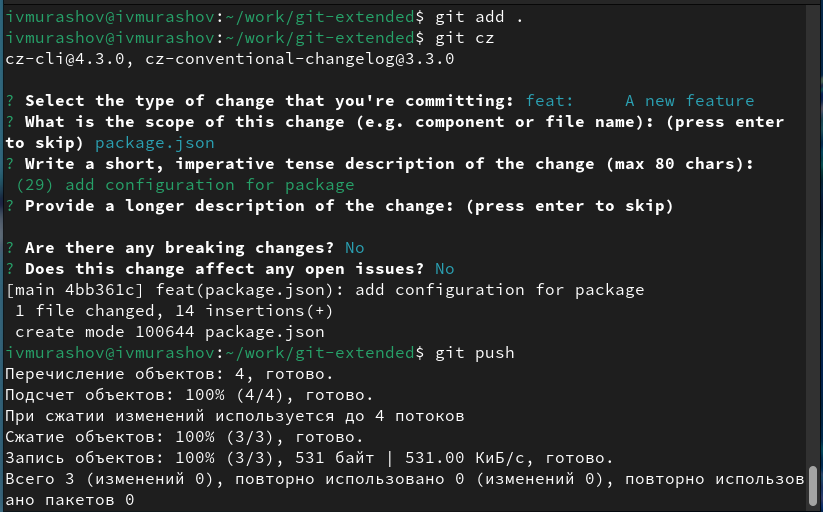 ivmurashov@ivmurashov:~/work/git-extended$ git add .
ivmurashov@ivmurashov:~/work/git-extended$ git cz
cz-cli@4.3.0, cz-conventional-changelog@3.3.0
? Select the type of change that you're committing: feat:     A new feature
? What is the scope of this change (e.g. component or file name): (press enter
to skip) package.json
? Write a short, imperative tense description of the change (max 80 chars):
 (29) add configuration for package
? Provide a longer description of the change: (press enter to skip)
? Are there any breaking changes? No
? Does this change affect any open issues? No
[main 4bb361c] feat(package.json): add configuration for package
 1 file changed, 14 insertions(+)
 create mode 100644 package.json
ivmurashov@ivmurashov:~/work/git-extended$ git push
Перечисление объектов: 4, готово.
Подсчет объектов: 100% (4/4), готово.
При сжатии изменений используется до 4 потоков
Сжатие объектов: 100% (3/3), готово.
Запись объектов: 100% (3/3), 531 байт | 531.00 КиБ/с, готово.
Всего 3 (изменений 0), повторно использовано 0 (изменений 0), повторно использов
ано пакетов 0